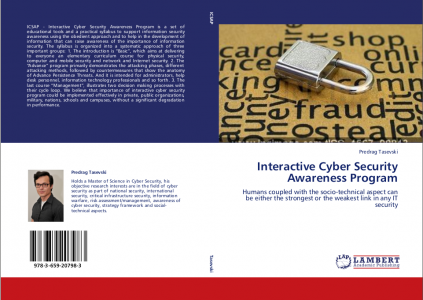 ICSAP - Interactive Cyber Security Awareness Program is a set of
educational tools and a practical syllabus to support information security
awareness using the obedient approach and to help in the development of
information that can raise awareness of the importance of information
security. The syllabus is organized into a systematic approach of three
important groups: 1. The introduction is "Basic", which aims at delivering
to everyone an elementary curriculum course for physical security,
computer and mobile security and network and Internet security. 2. The
"Advance" program primarily demonstrates the attacking phases, different
attacking methods, followed by countermeasures that show the anatomy
of Advance Persistence Threats. And it is intended for administrators, help
desk personnel, information technology professionals and so forth. 3. The
last course "Management", illustrates two decision making processes with
their cycle loop. We believe that importance of interactive cyber security
program could be implemented effectively in private, public organizations,
military, nations, schools and campuses, without a significant degradation
in performance.
Predrag Tasevski
Holds a Master of Science in Cyber Security, his
objective research interests are in the field of cyber
security as part of national security, international
security, critical infrastructure security, information
warfare, risk assessment/management, awareness
of cyber security, strategy framework and social-
technical aspects.
978-3-659-20798-3
ICSAP
Tasevski
Predrag Tasevski
Interactive Cyber Security
Awareness Program
Humans coupled with the socio-technical aspect can
be either the strongest or the weakest link in any IT
security
LAP
LAMBERT
Academic Publishing